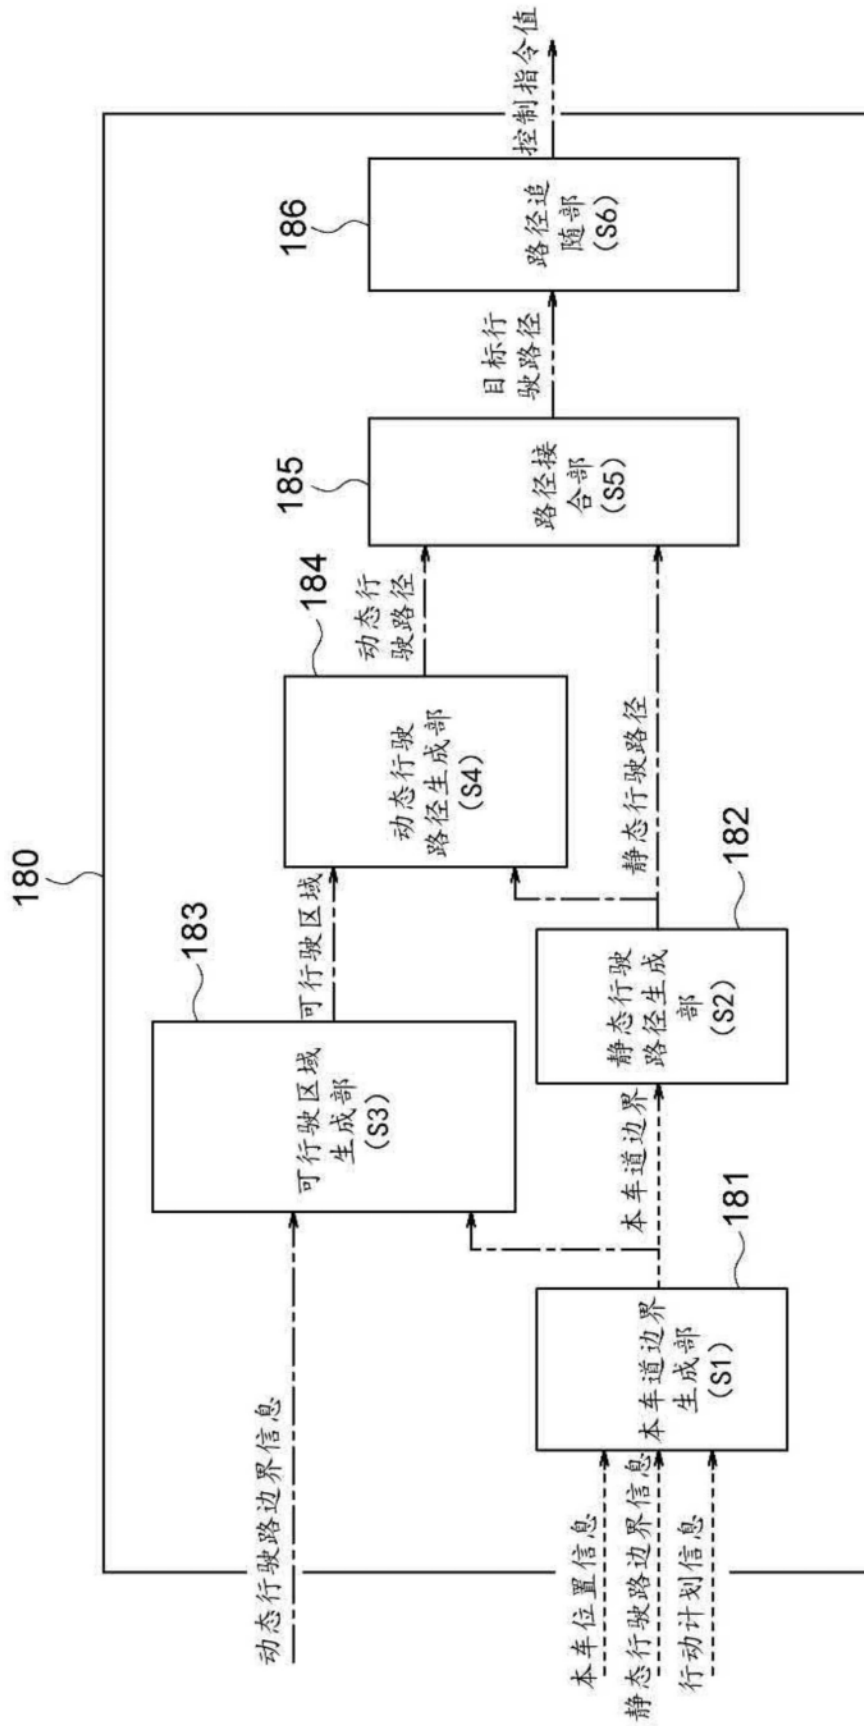 180
动态行驶路边界信息
183
可行驶区域
生成部
(S3)
可行驶区域
184
动态行驶
路径生成部
(S4)
动态行
驶路径
185
路径接
合部
(S5)
目标行
驶路径
186
路径追
随部
(S6)
控制指令值
本车位置信息
静态行驶路边界信息
行动计划信息
本车道边界
生成部
(S1)
181
本车道边界
静态行驶
路径生成
部
(S2)
182
静态行驶路径